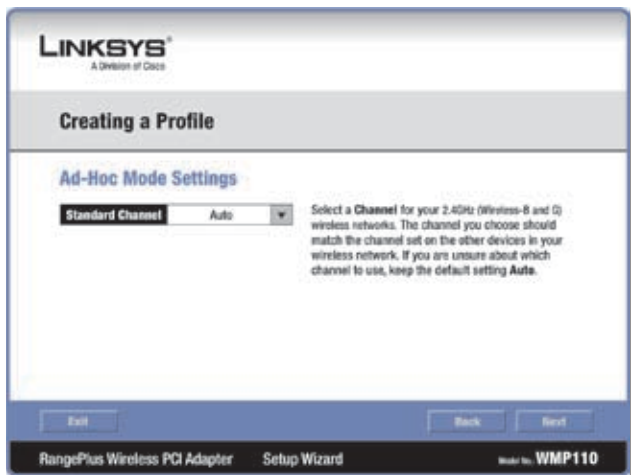 LINKSYS®
A Division of Cisco
Creating a Profile
Ad-Hoc Mode Settings
Standard Channel
Auto
Select a Channel for your 2.4GHz (Wireless-B and G)
wireless networks. The channel you choose should
match the channel set on the other devices in your
wireless network. If you are unsure about which
channel to use, keep the default setting Auto.
Exit
Back
Next
RangePlus Wireless PCI Adapter
Setup Wizard
Model No. WMP110